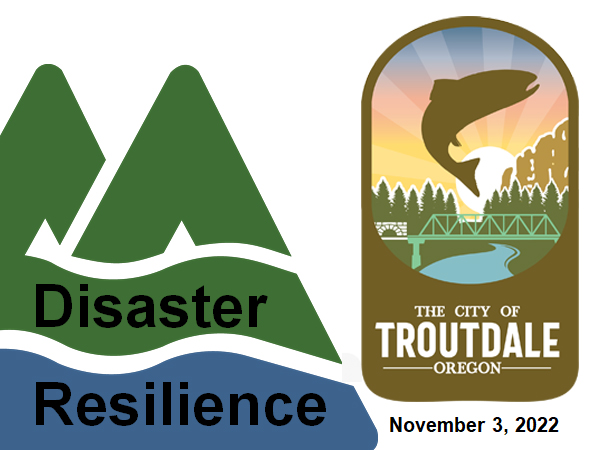 Disaster
Resilience
THE CITY OF
TROUTDALE
OREGON
November 3, 2022